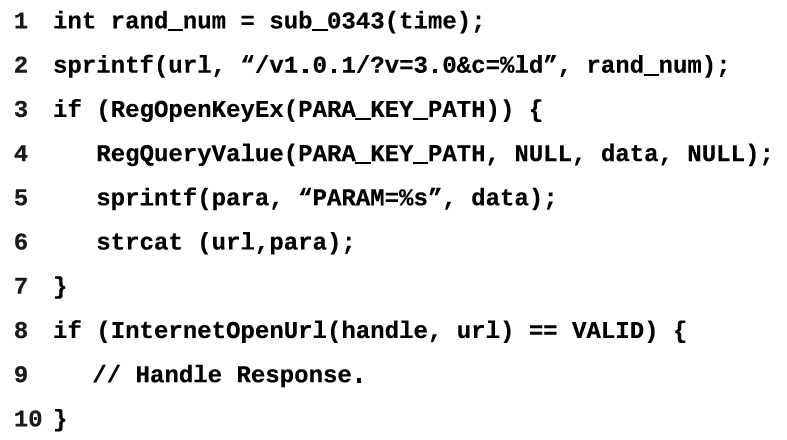 1 int rand_num = sub_0343(time);
2 sprintf(url, “/v1.0.1/?v=3.0&c=%ld”, rand_num);
3 if (RegOpenKeyEx(PARA_KEY_PATH)) {
4 RegQueryValue(PARA_KEY_PATH, NULL, data, NULL);
5 sprintf(para, “PARAM=%s”, data);
6 strcat (url,para);
7 }
8 if (InternetOpenUrl(handle, url) == VALID) {
9 // Handle Response.
10 }